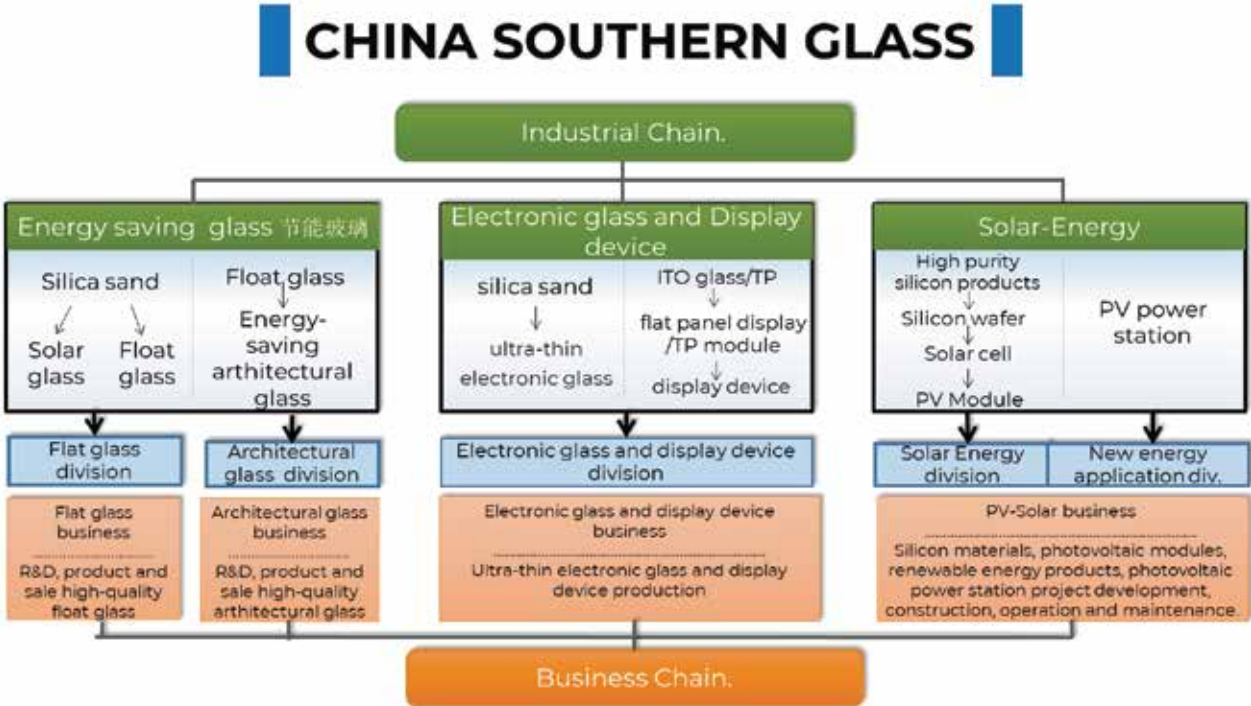 CHINA SOUTHERN GLASS
Industrial Chain.
Energy saving glass 节能玻璃
Silica sand
Solar
glass
Float
glass
Float glass
Energy-
saving
arthitectural
glass
Electronic glass and Display
device
silica sand
ultra-thin
electronic glass
ITO glass/TP
flat panel display
/TP module
display device
Solar-Energy
High purity
silicon products
Silicon wafer
Solar cell
PV Module
PV power
station
Flat glass
division
Architectural
glass division
Electronic glass and display device
division
Solar Energy
division
New energy
application div.
Flat glass
business
R&D, product and
sale high-quality
float glass
Architectural glass
business
R&D, product and
sale high-quality
arthitectural glass
Electronic glass and display device
business
Ultra-thin electronic glass and display
device production
PV-Solar business
Silicon materials, photovoltaic modules,
renewable energy products, photovoltaic
power station project development,
construction, operation and maintenance.
Business Chain.